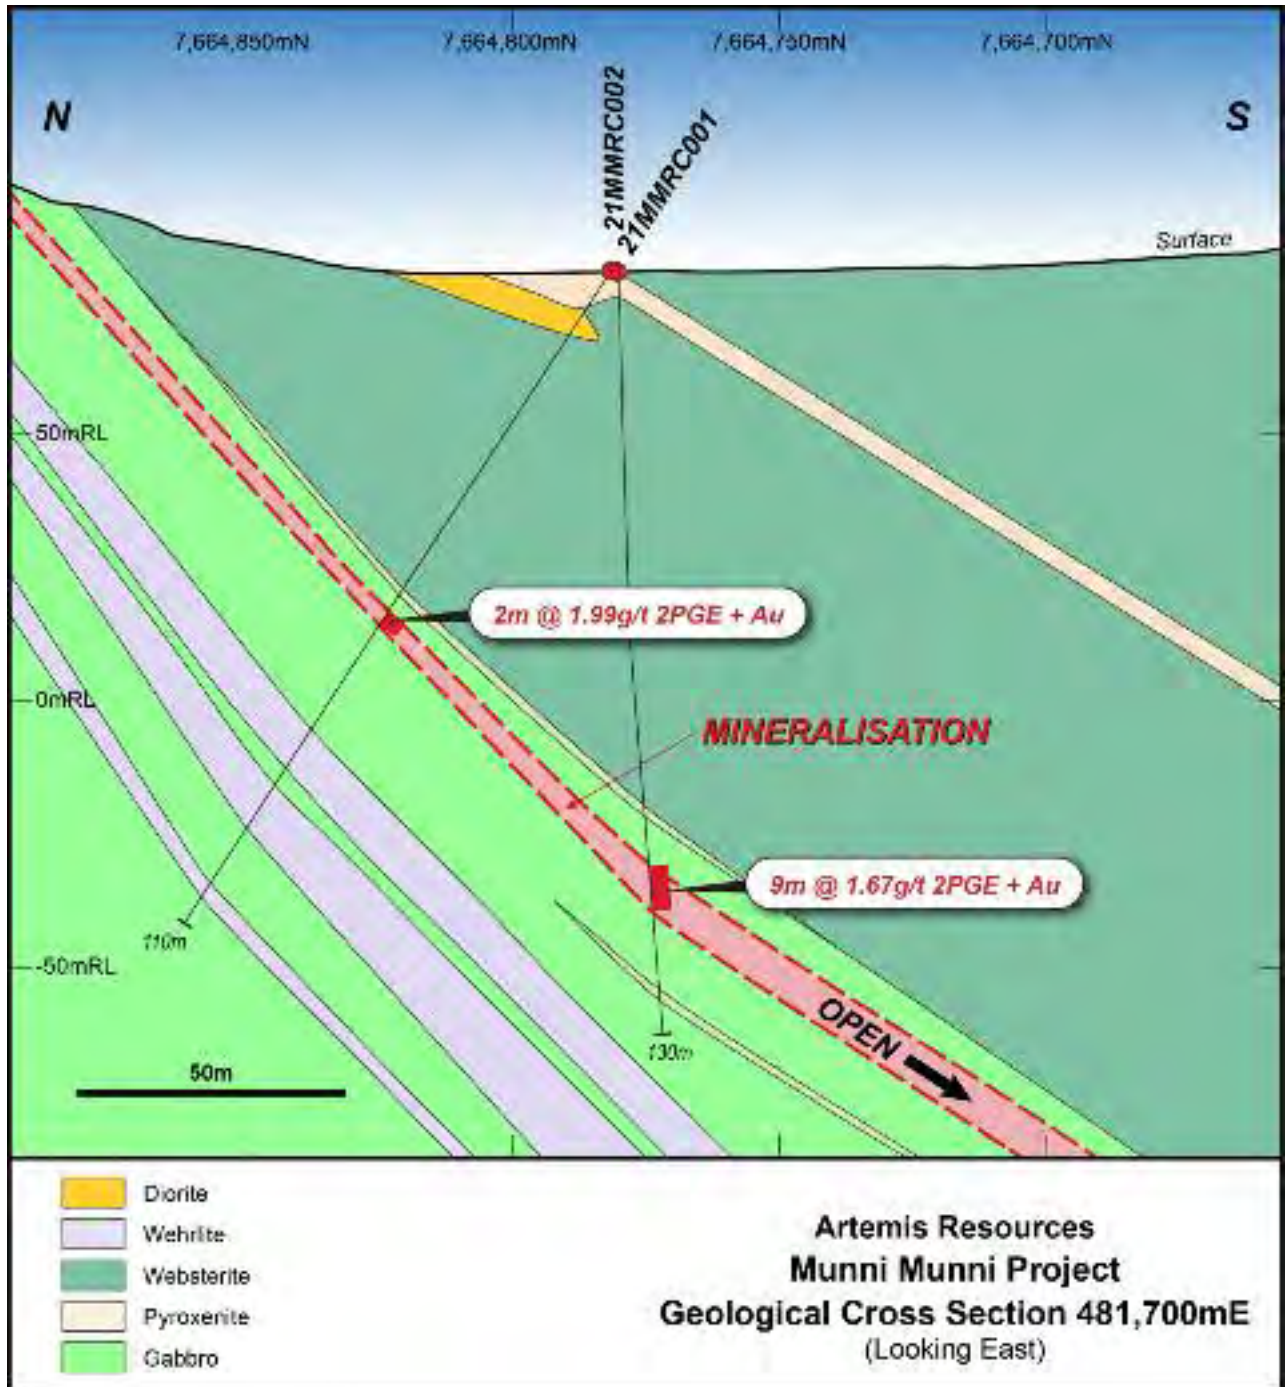 7,664,850mN 7,664,800mN 7,664,750mN 7,664,700mN
N
S
21MMRC002
21MMRC001
Surface
50mRL
2m @ 1.99g/t 2PGE + Au
0mRL
MINERALISATION
9m @ 1.67g/t 2PGE + Au
110m
-50mRL
OPEN
130m
50m
Diorite
Wehrlite
Websterite
Pyroxenite
Gabbro
Artemis Resources
Munni Munni Project
Geological Cross Section 481,700mE
(Looking East)